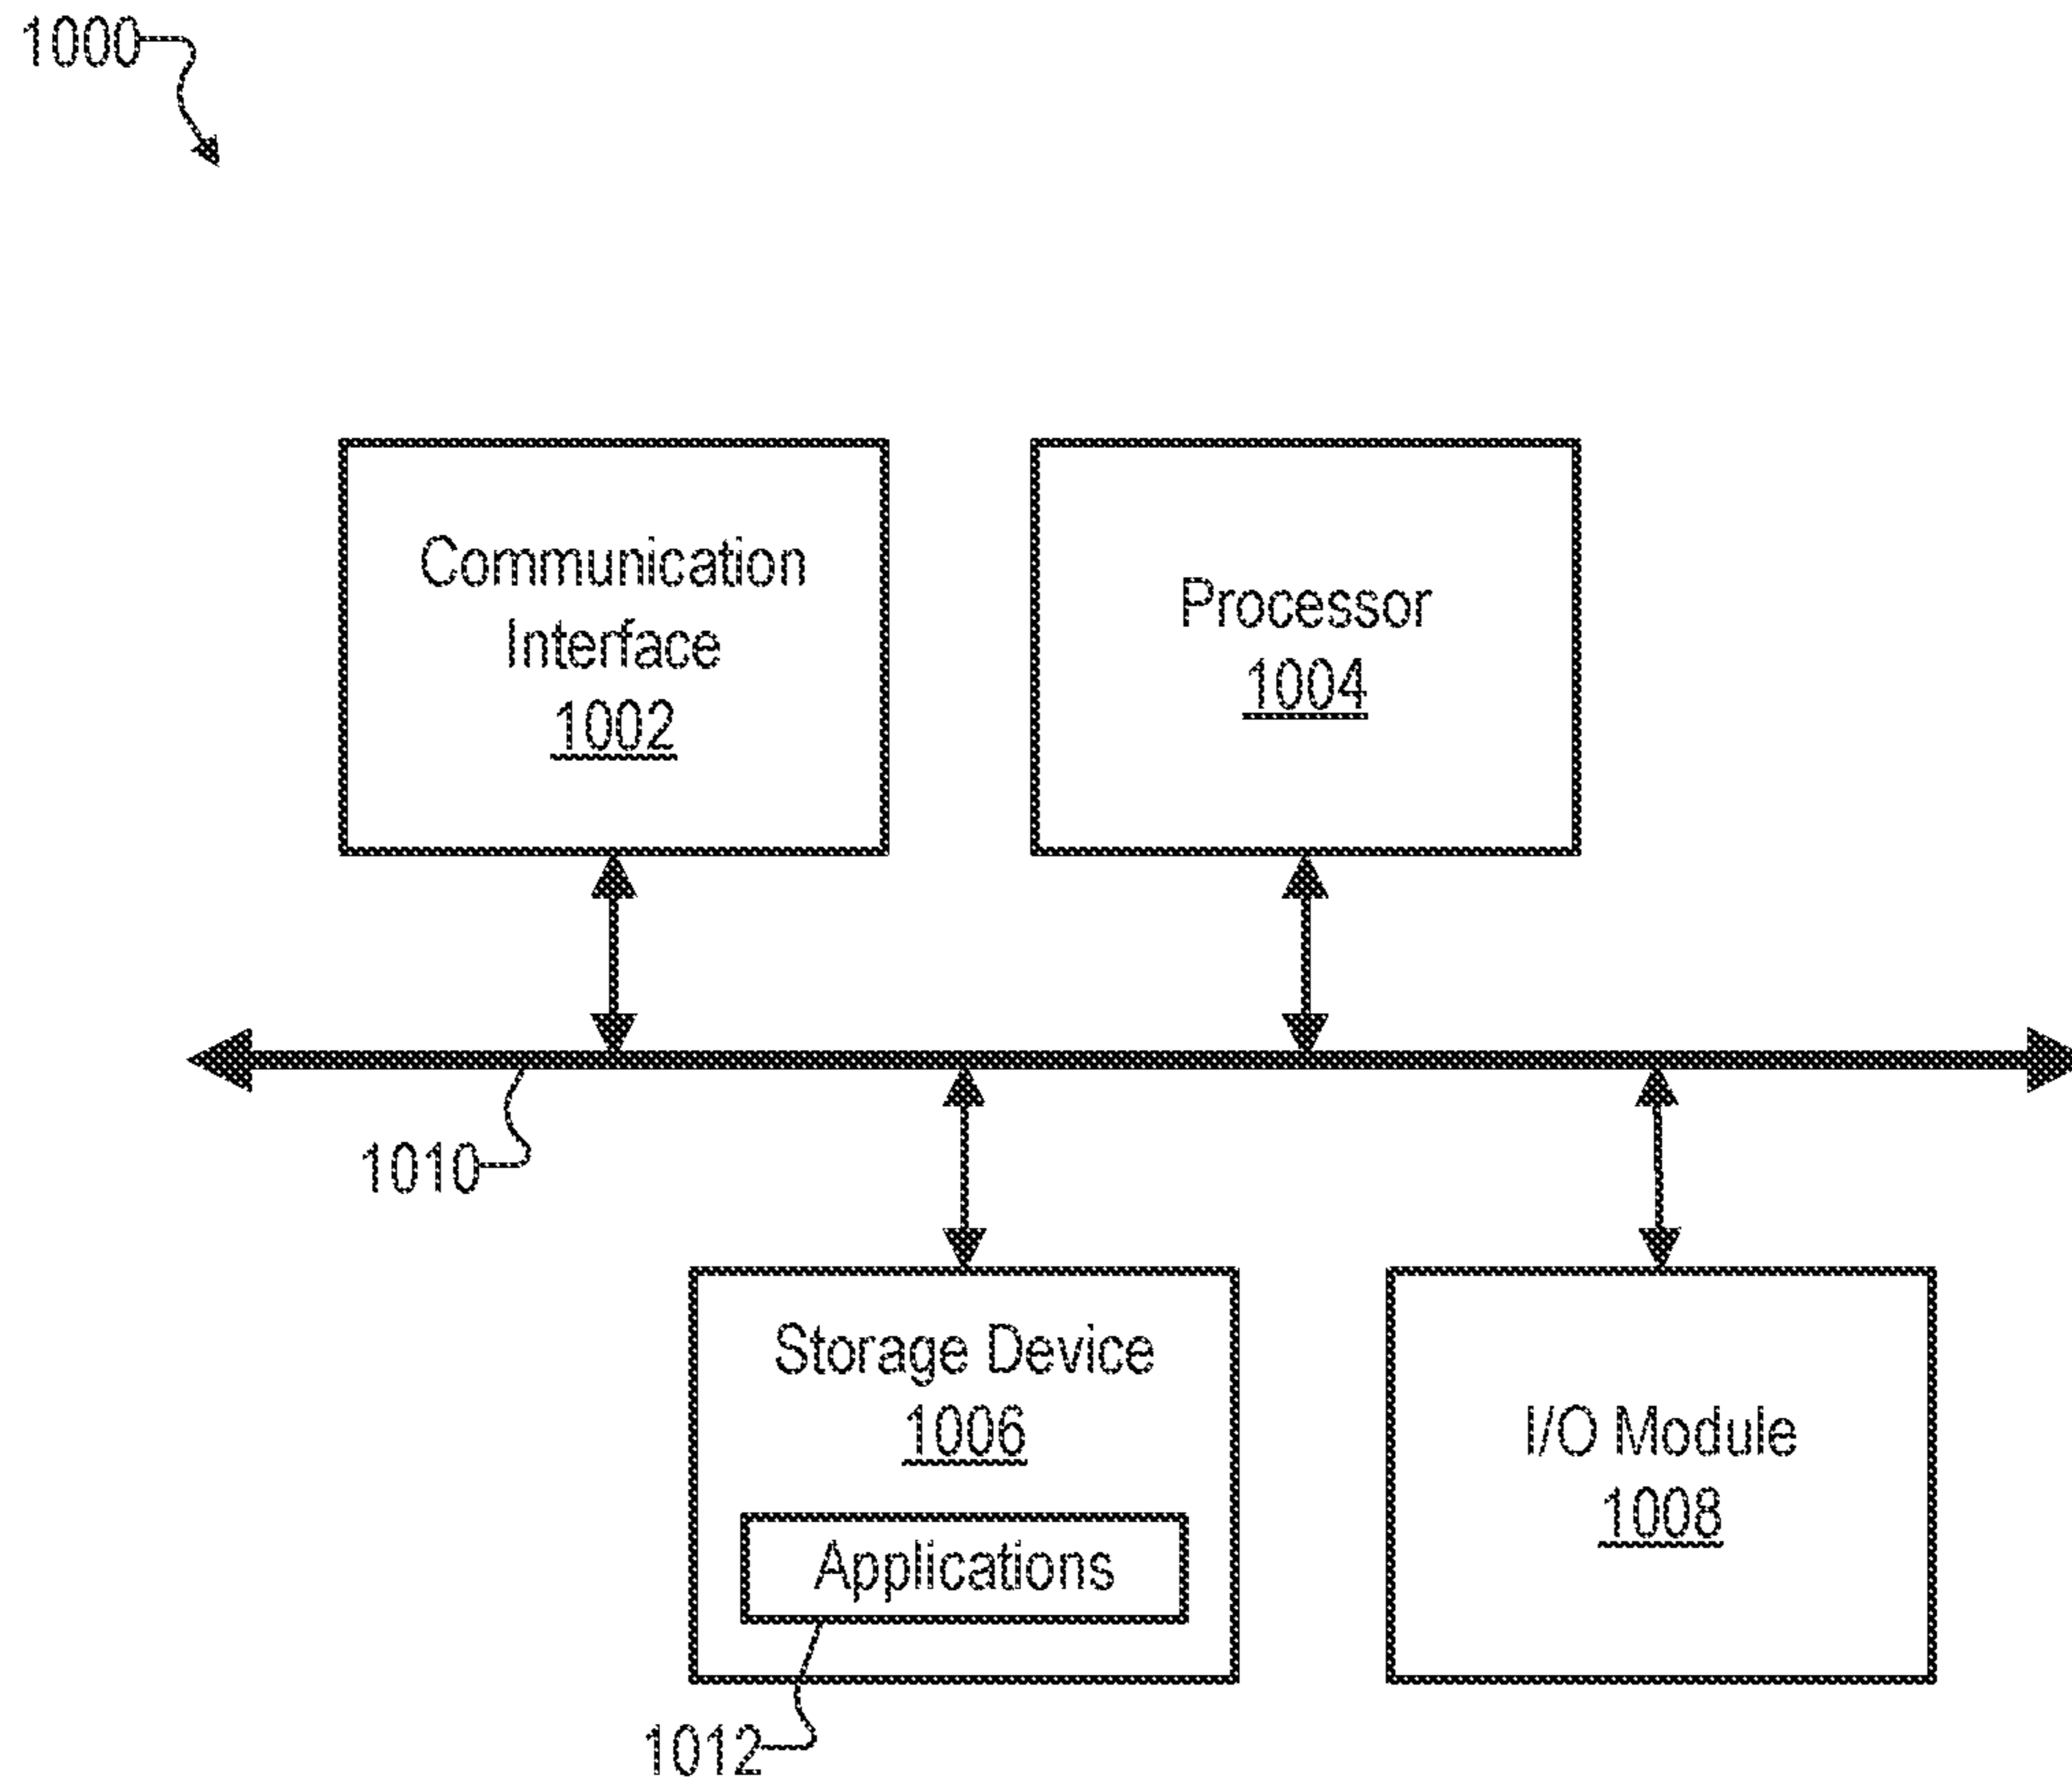 1000
Communication
Interface
1002
Processor
1004
1010
Storage Device
1006
Applications
1012
I/O Module
1008